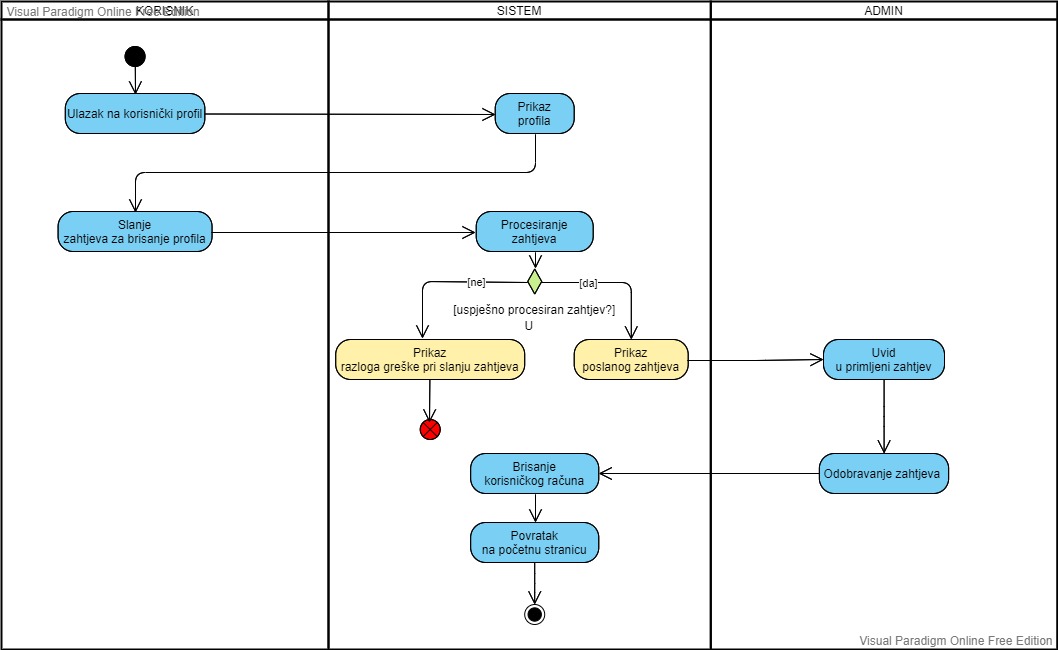 Visual Paradigm Online Free Edition
KORISNIK
SISTEM
ADMIN
Ulazak na korisnički profil
Prikaz
profila
Slanje
zahtjeva za brisanje profila
Procesiranje
zahtjeva
[ne]
[da]
[uspješno procesiran zahtjev?]
U
Prikaz
razloga greške pri slanju zahtjeva
Prikaz
poslanog zahtjeva
Uvid
u primljeni zahtjev
Brisanje
korisničkog računa
Odobravanje zahtjeva
Povratak
na početnu stranicu
Visual Paradigm Online Free Edition